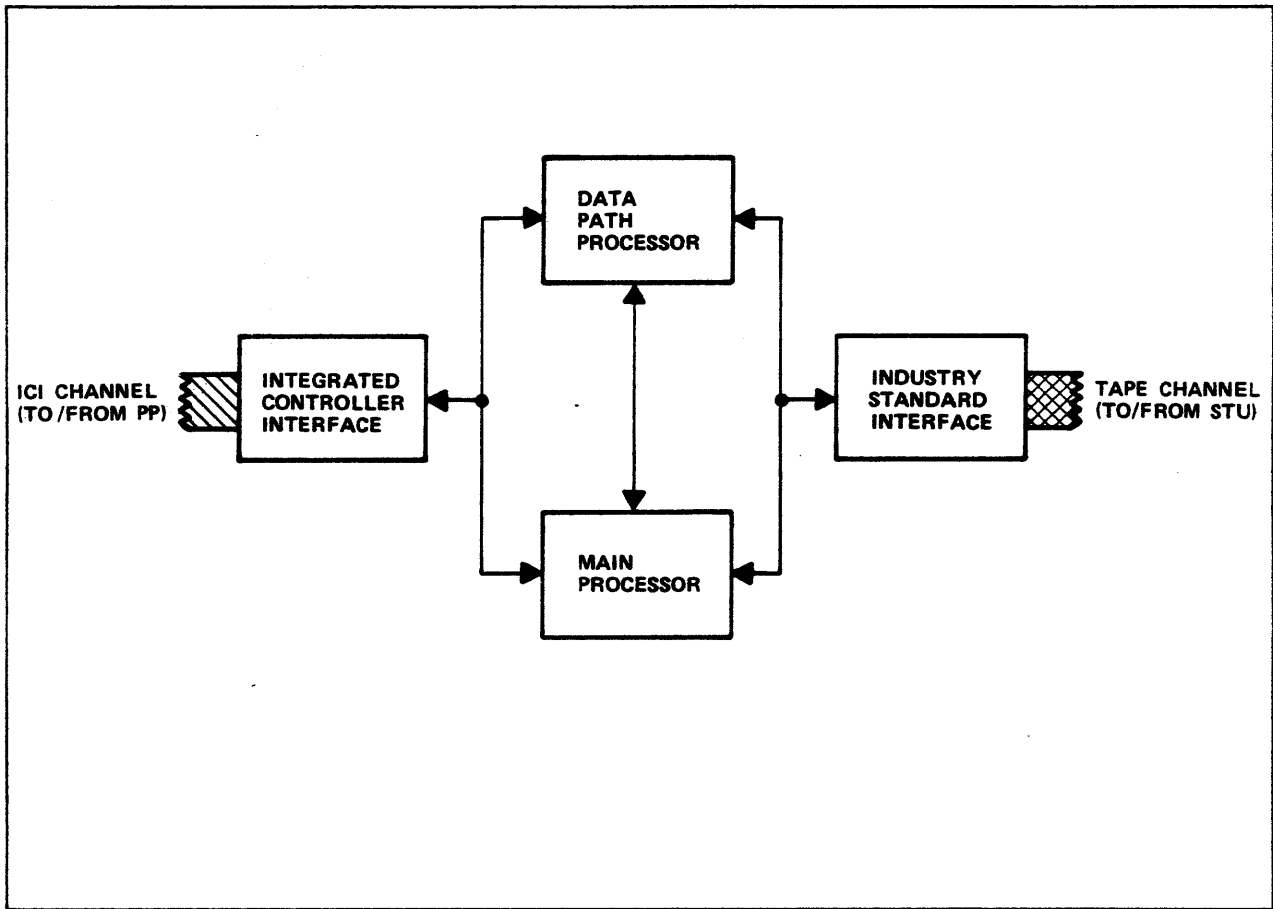 DATA
PATH
PROCESSOR
ICI CHANNEL
(TO/FROM PP)
INTEGRATED
CONTROLLER
INTERFACE
INDUSTRY
STANDARD
INTERFACE
TAPE CHANNEL
(TO/FROM STU)
MAIN
PROCESSOR